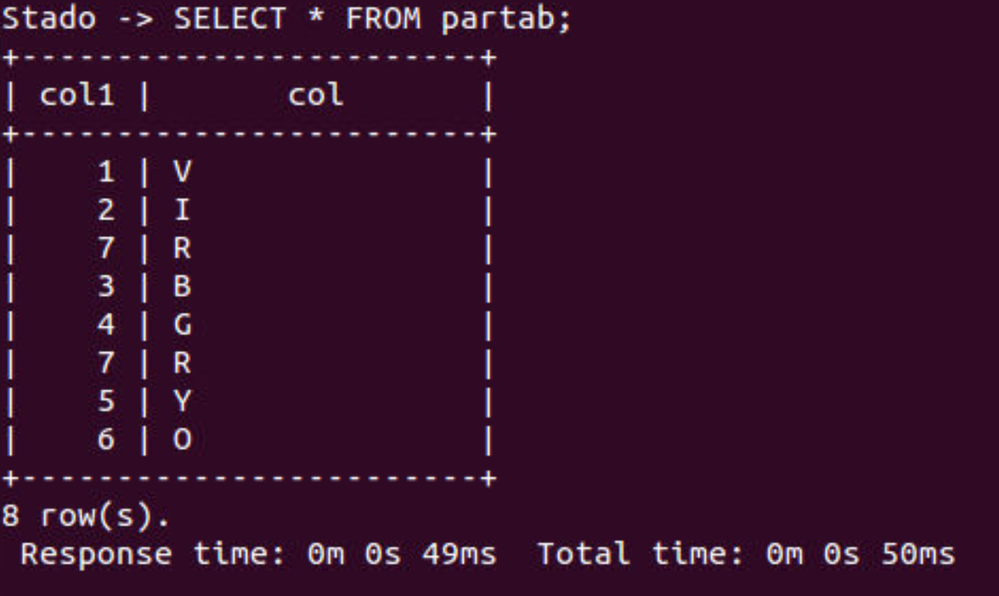 Stado -> SELECT * FROM partab;
+------------------------+
| col1 |       col       |
+------------------------+
|    1 | V               |
|    2 | I               |
|    7 | R               |
|    3 | B               |
|    4 | G               |
|    7 | R               |
|    5 | Y               |
|    6 | O               |
+------------------------+
8 row(s).
 Response time: 0m 0s 49ms  Total time: 0m 0s 50ms